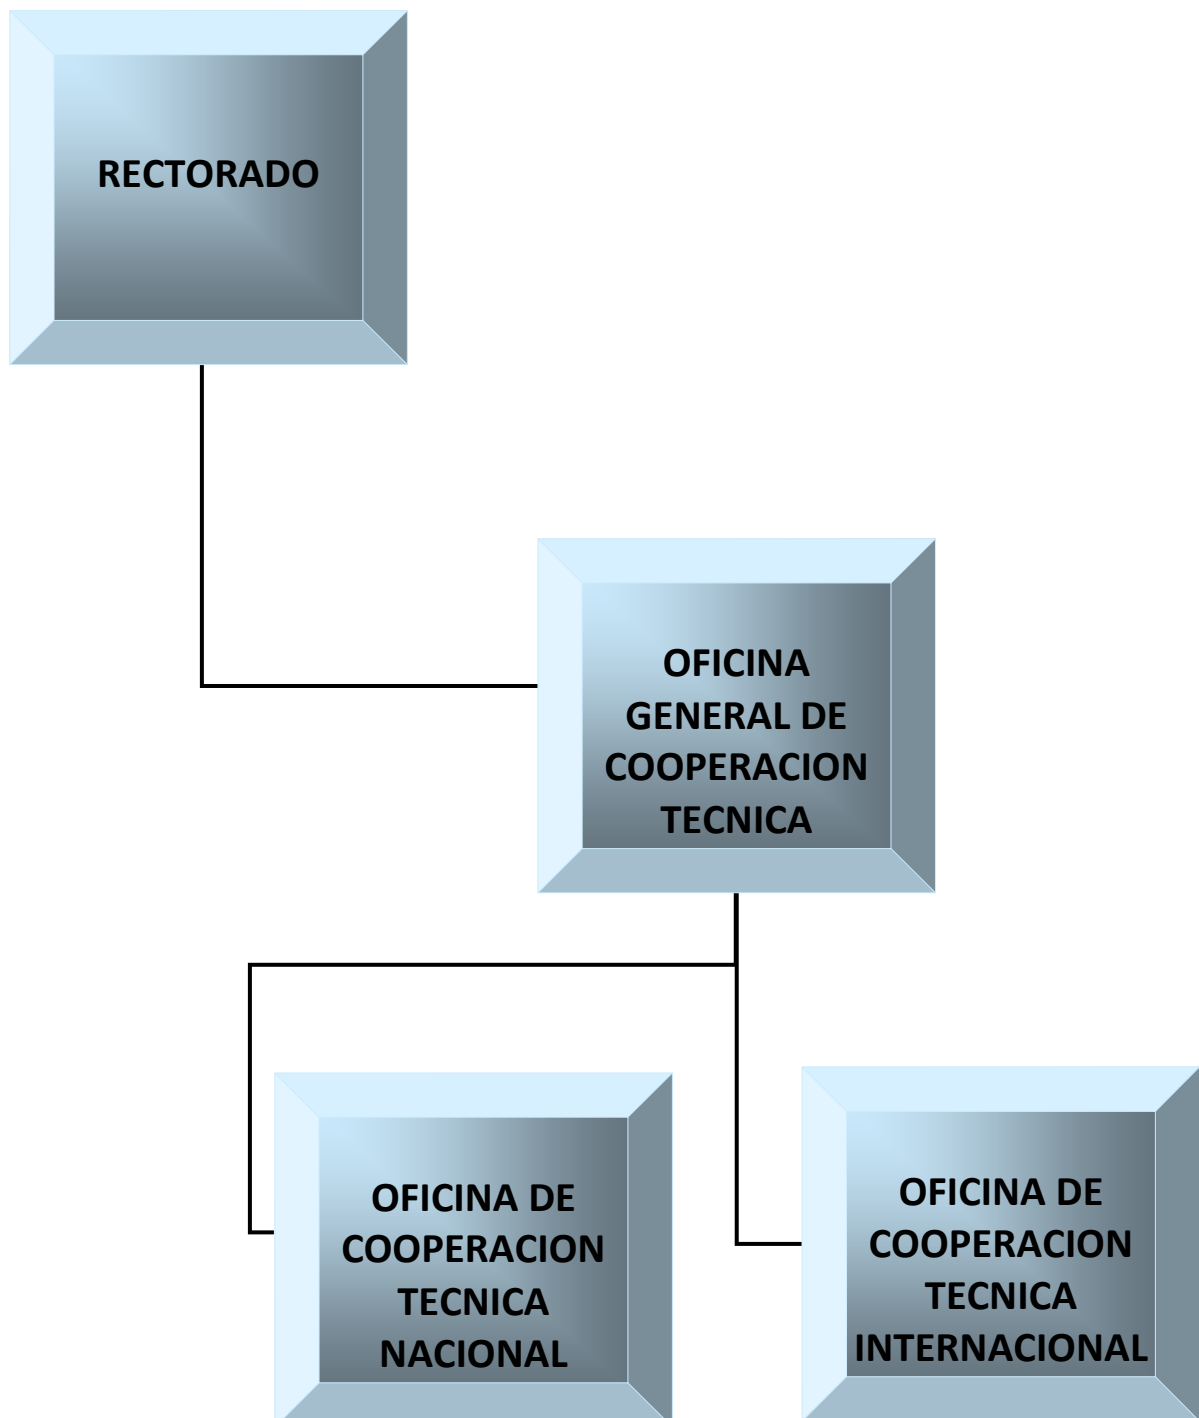 RECTORADO
OFICINA
GENERAL DE
COOPERACION
TECNICA
OFICINA DE
COOPERACION
TECNICA
NACIONAL
OFICINA DE
COOPERACION
TECNICA
INTERNACIONAL